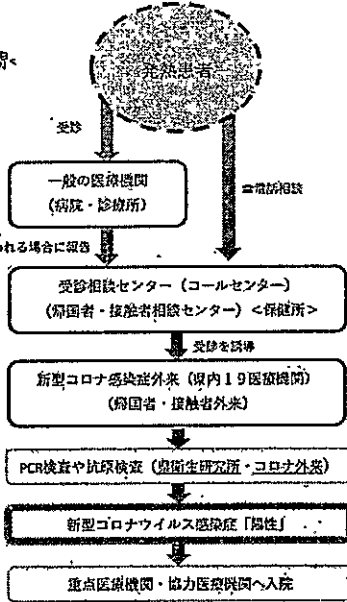 発熱患者
受診
電話相談
一般の医療機関
(病院・診療所)
われる場合に報告
受診相談センター(コールセンター)
(帰国者・接触者相談センター)<保健所>
受診を誘導
新型コロナ感染症外来(県内19医療機関)
(帰国者・接触者外来)
PCR検査や抗原検査(県衛生研究所・コロナ外来)
新型コロナウイルス感染症「陽性」
重点医療機関・協力医療機関へ入院